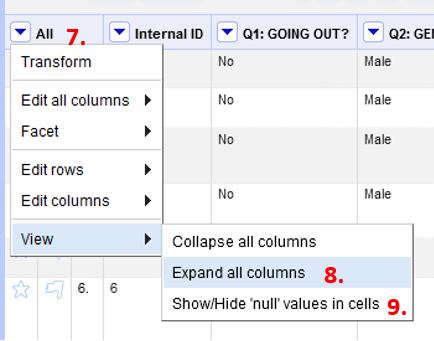 All 7. Internal ID Q1: GOING OUT? Q2: GE
Transform No Male
Edit all columns No Male
Facet No Male
Edit rows
Edit columns No Male
View
Collapse all columns
Expand all columns 8.
6. 6 Show/Hide 'null' values in cells 9.